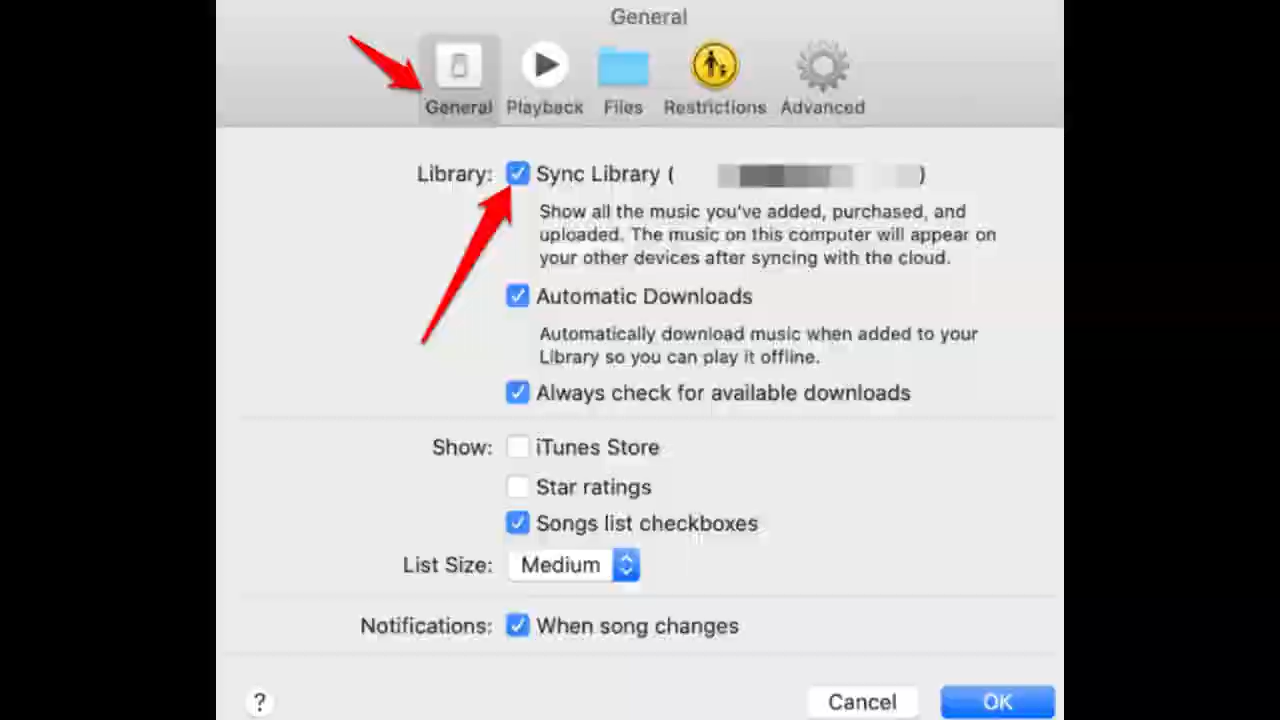 General
General Playback Files Restrictions Advanced
Library: Sync Library ( )
Show all the music you've added, purchased, and
uploaded. The music on this computer will appear on
your other devices after syncing with the cloud.
Automatic Downloads
Automatically download music when added to your
Library so you can play it offline.
Always check for available downloads
Show: iTunes Store
Star ratings
Songs list checkboxes
List Size: Medium
Notifications: When song changes
? Cancel OK